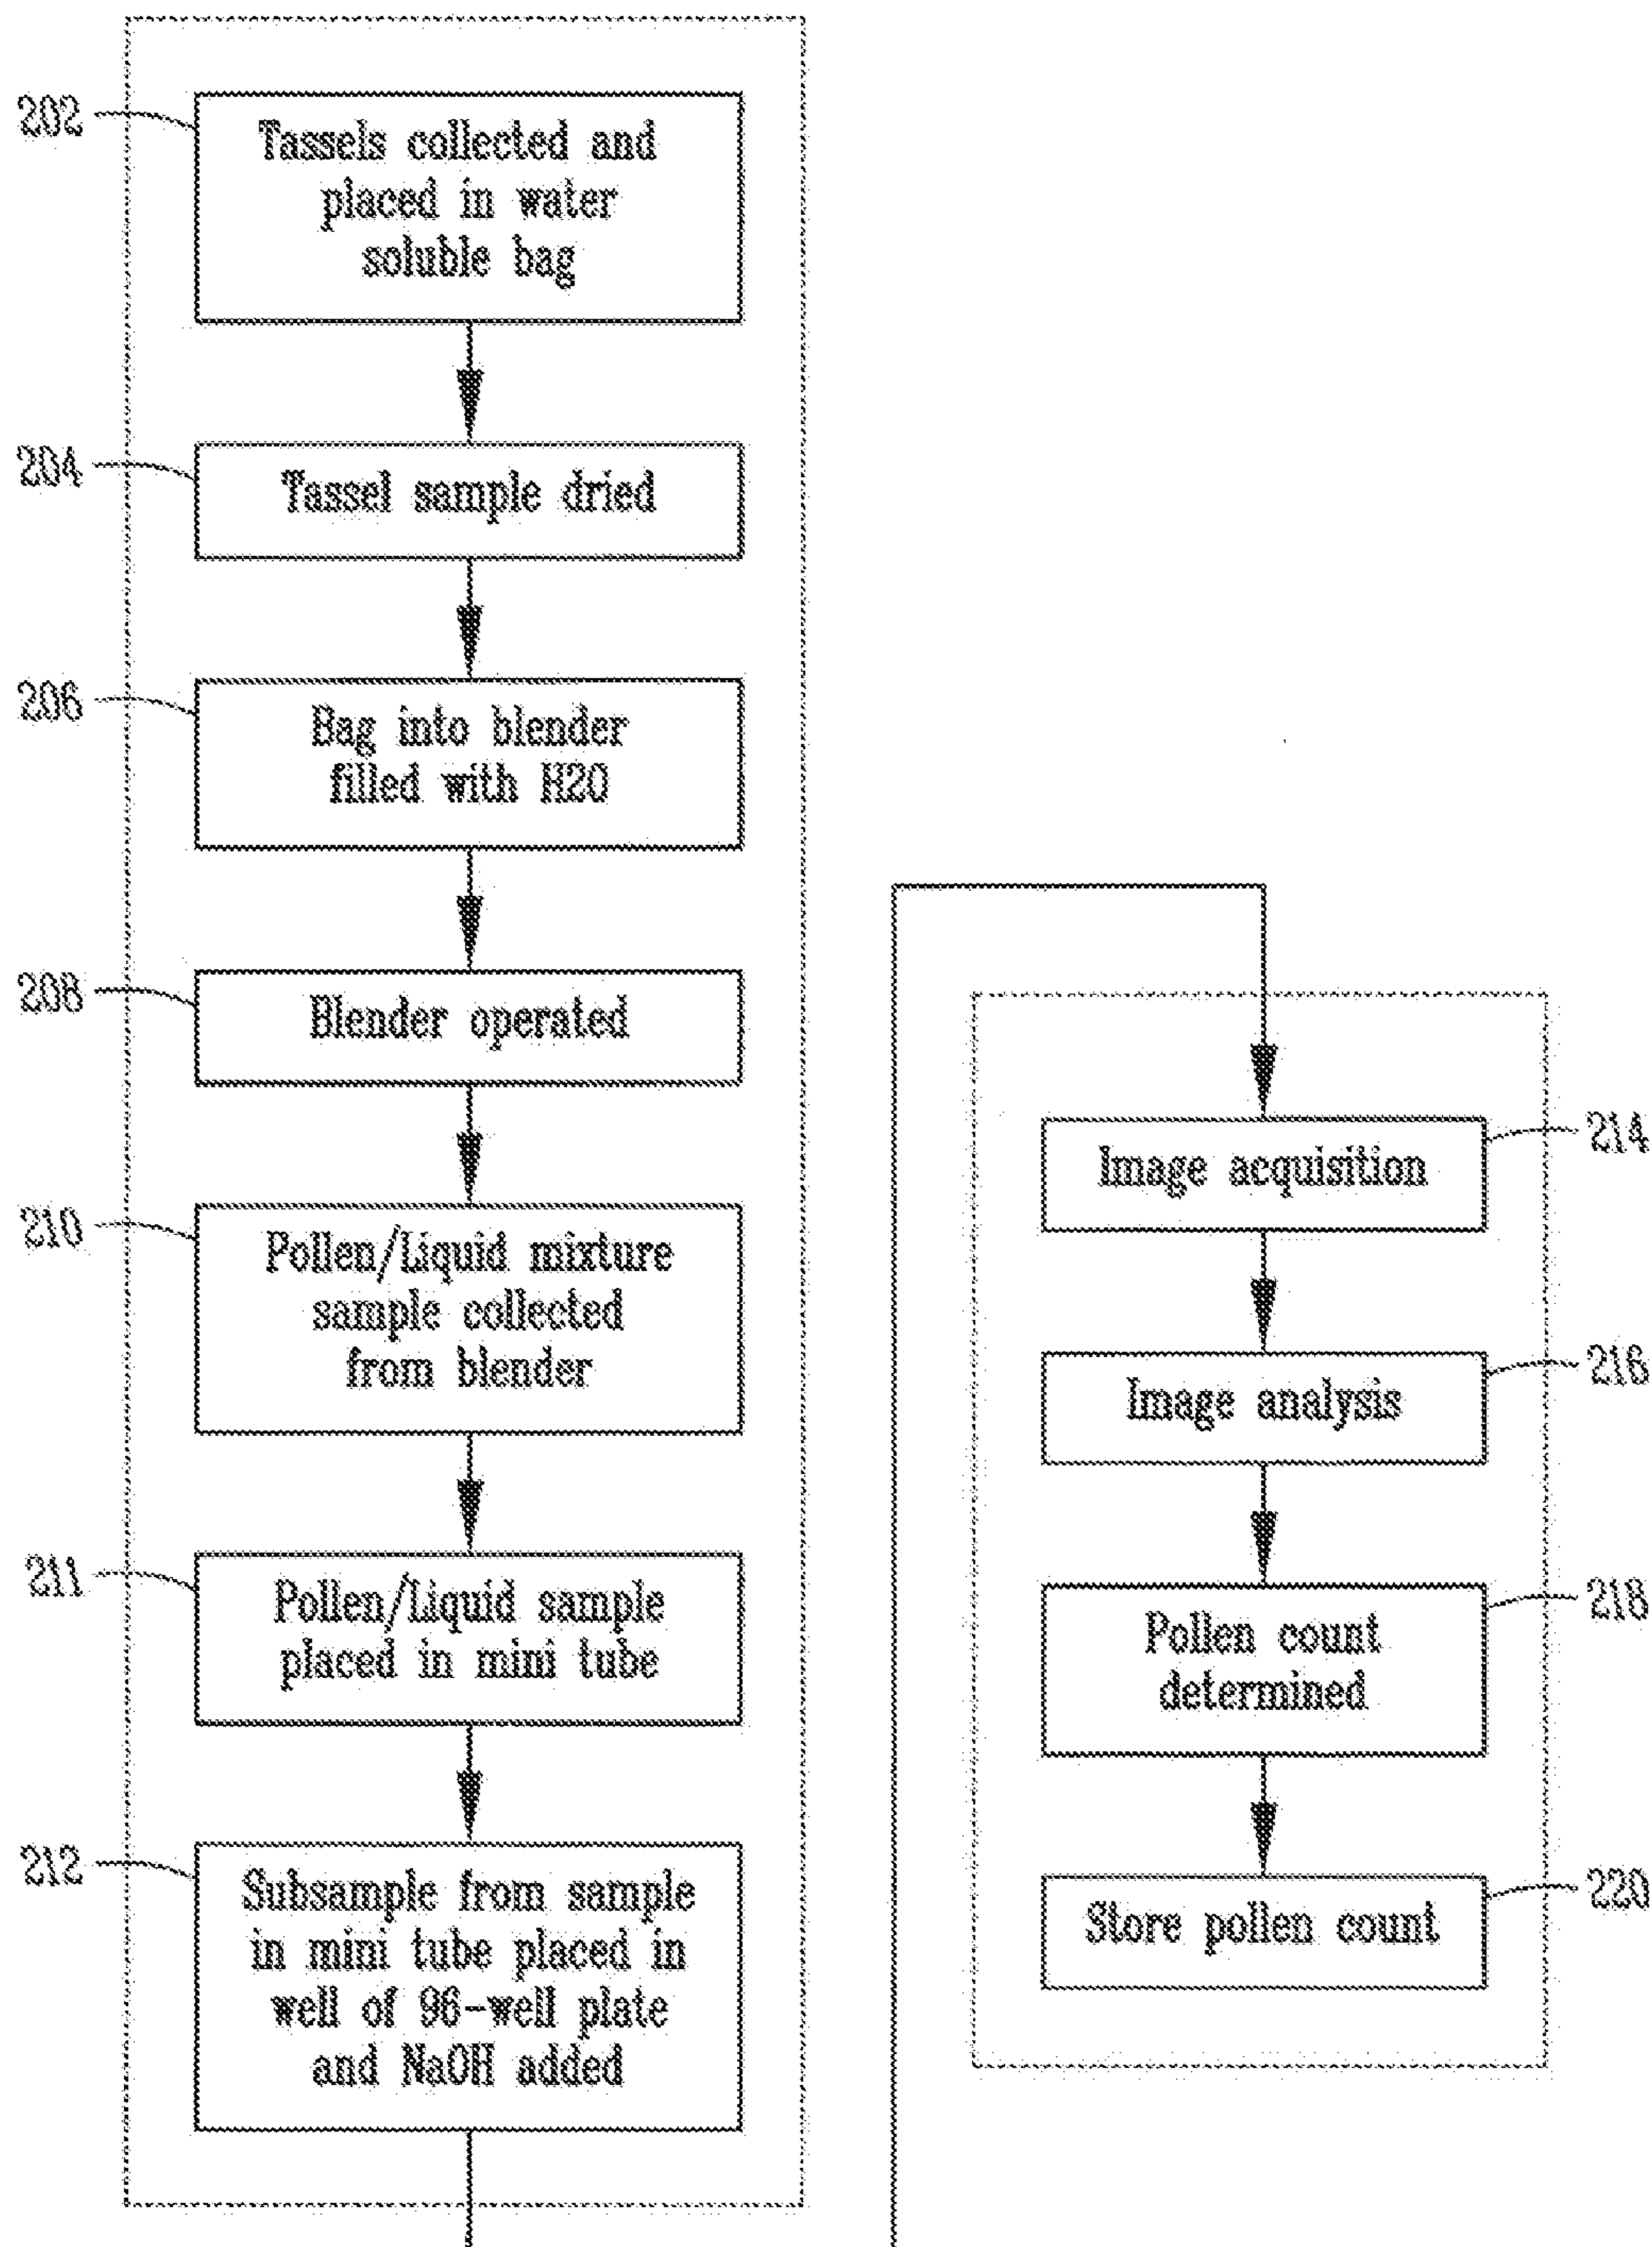 202
Tassels collected and
placed in water
soluble bag
204
Tassel sample dried
206
Bag into blender
filled with H2O
208
Blender operated
210
Pollen/Liquid mixture
sample collected
from blender
211
Pollen/Liquid sample
placed in mini tube
212
Subsample from sample
in mini tube placed in
well of 96-well plate
and NaOH added
214
Image acquisition
216
Image analysis
218
Pollen count
determined
220
Store pollen count